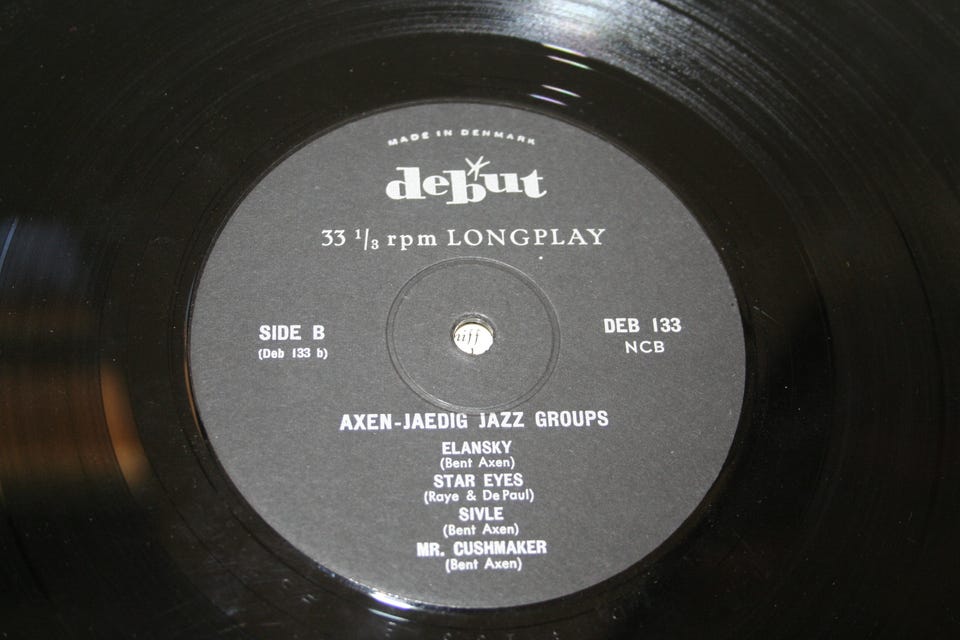 MADE IN DENMARK
debut
33 1/3 rpm LONGPLAY
SIDE B
(Deb 133 b)
DEB 133
NCB
AXEN-JAEDIG JAZZ GROUPS
ELANSKY
(Bent Axen)
STAR EYES
(Raye & De Paul)
SIVLE
(Bent Axen)
MR. CUSHMAKER
(Bent Axen)